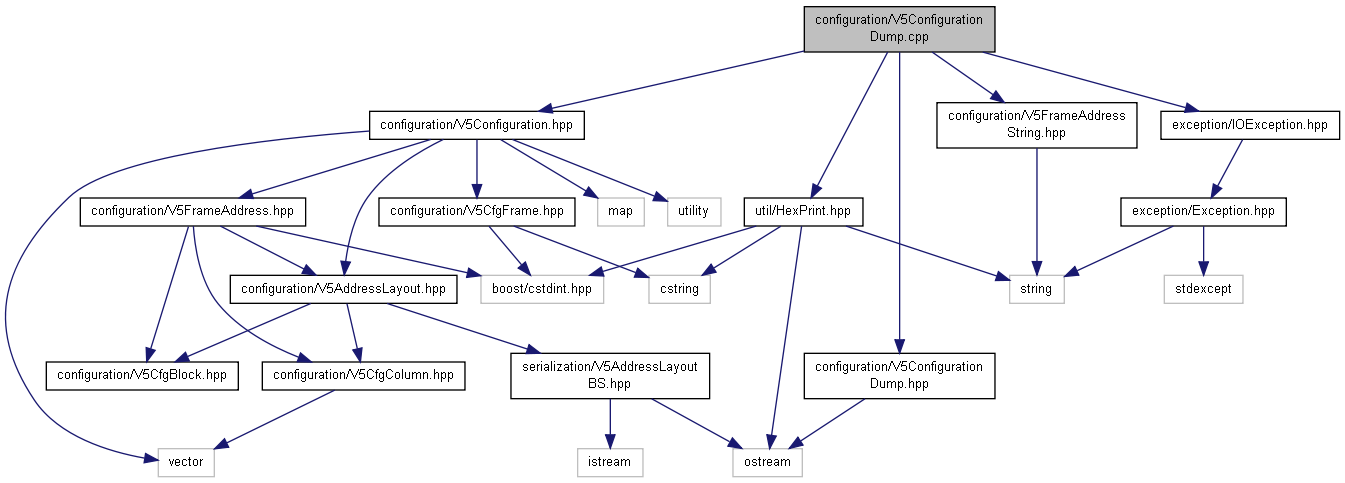 configuration/V5Configuration
Dump.cpp
configuration/V5Configuration.hpp
configuration/V5FrameAddress
String.hpp
exception/IOException.hpp
configuration/V5FrameAddress.hpp
configuration/V5CfgFrame.hpp
map
utility
util/HexPrint.hpp
exception/Exception.hpp
configuration/V5AddressLayout.hpp
boost/cstdint.hpp
cstring
string
stdexcept
configuration/V5CfgBlock.hpp
configuration/V5CfgColumn.hpp
serialization/V5AddressLayout
BS.hpp
configuration/V5Configuration
Dump.hpp
vector
istream
ostream